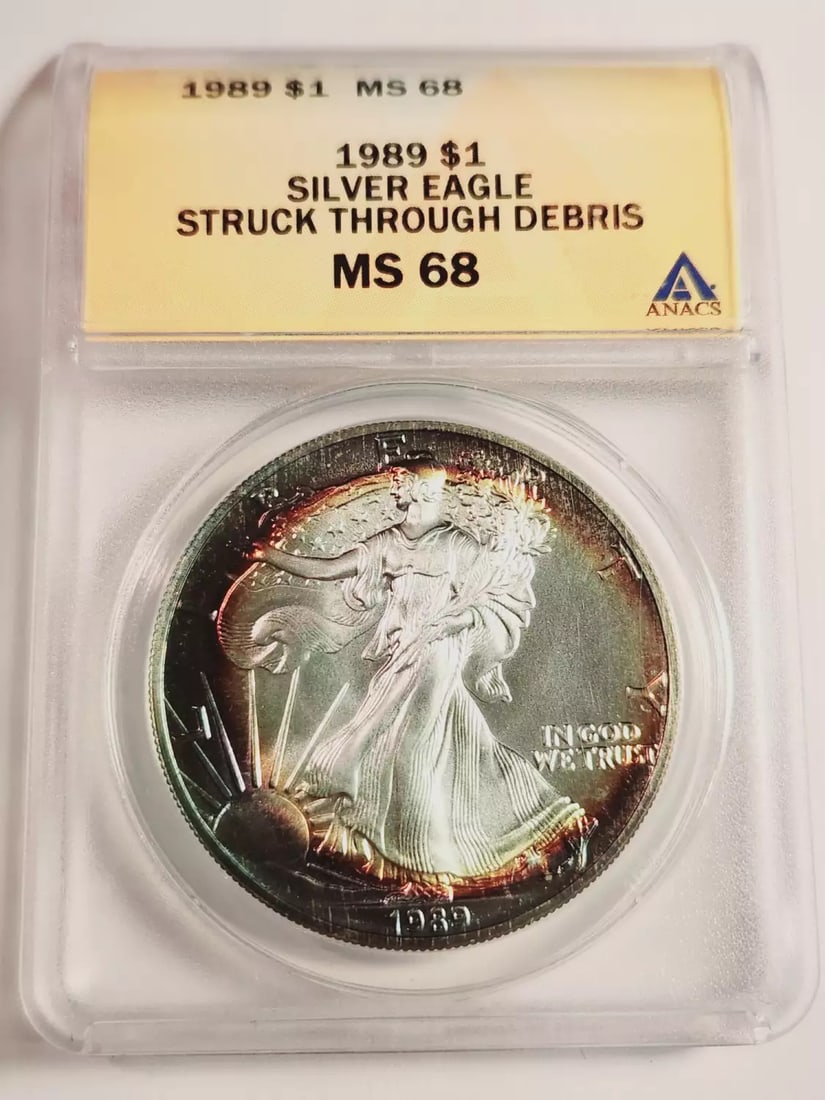 1989 $1 MS 68
1989 $1
SILVER EAGLE
STRUCK THROUGH DEBRIS
MS 68
ANACS
IN GOD
WE TRUST
1989